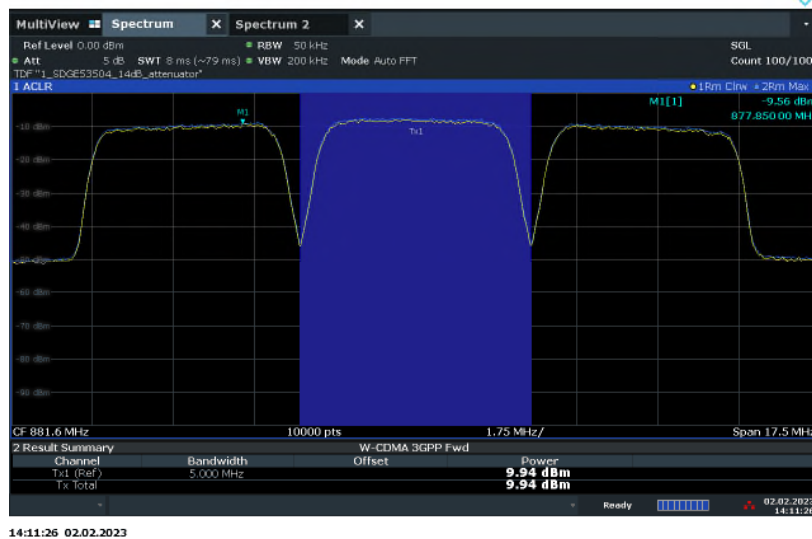 MultiView Spectrum X Spectrum 2 X
Ref Level 0.00 dBm RBW 50 kHz SGL
Att 5 dB SWT 8 ms (~79 ms) VBW 200 kHz Mode Auto FFT Count 100/100
TDF "1_SDGE53504_14dB_attenuator"
1 ACLR 1Rm Clrw 2Rm Max
M1[1] -9.56 dBm
877.85000 MH
M1
Tx1
-10 dBm
-20 dBm
-30 dBm
-40 dBm
-50 dBm
-60 dBm
-70 dBm
-80 dBm
-90 dBm
CF 881.6 MHz 10000 pts 1.75 MHz/ Span 17.5 MHz
2 Result Summary W-CDMA 3GPP Fwd
Channel Bandwidth Offset Power
Tx1 (Ref) 5.000 MHz 9.94 dBm
Tx Total 9.94 dBm
Ready 02.02.2023
14:11:26
14:11:26 02.02.2023